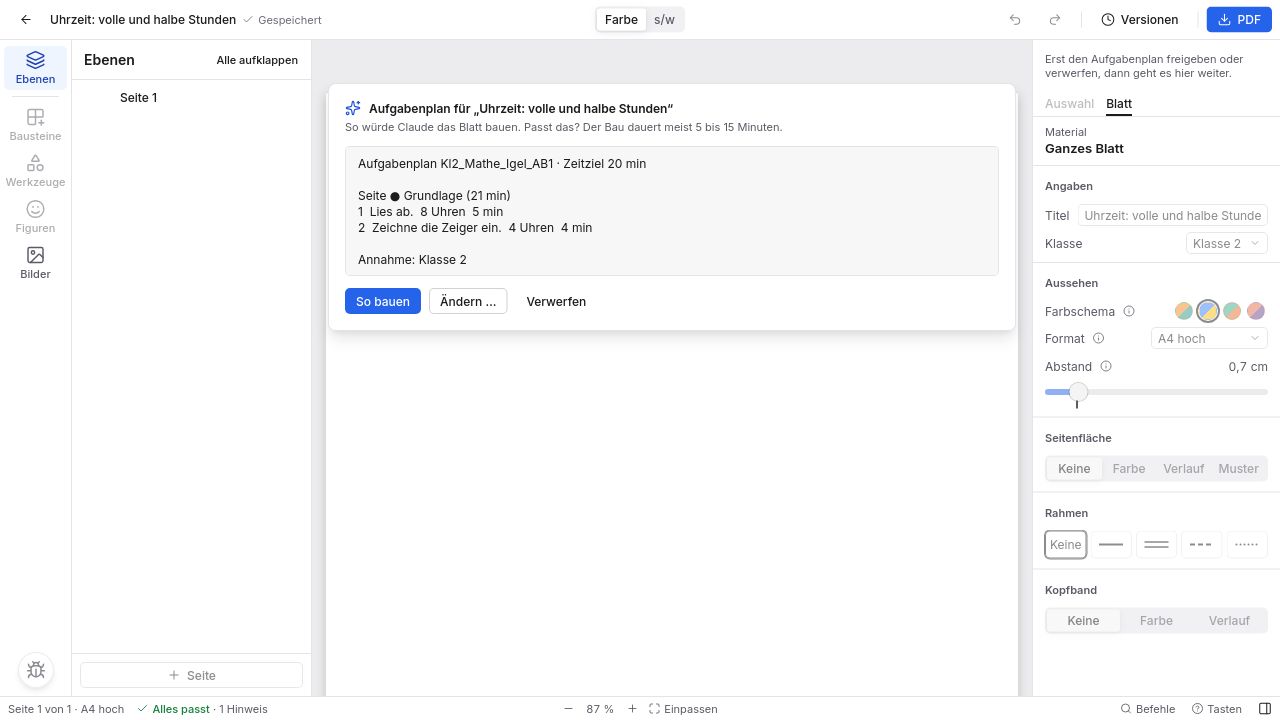 Uhrzeit: volle und halbe Stunden
Gespeichert
Farbe
s/w
Versionen
PDF
Ebenen
Bausteine
Werkzeuge
Figuren
Bilder
Ebenen
Alle aufklappen
Seite 1
Seite
Aufgabenplan für „Uhrzeit: volle und halbe Stunden“
So würde Claude das Blatt bauen. Passt das? Der Bau dauert meist 5 bis 15 Minuten.
Aufgabenplan Kl2_Mathe_Igel_AB1 · Zeitziel 20 min
Seite ● Grundlage (21 min)
1 Lies ab. 8 Uhren 5 min
2 Zeichne die Zeiger ein. 4 Uhren 4 min
Annahme: Klasse 2
So bauen
Ändern ...
Verwerfen
Erst den Aufgabenplan freigeben oder
verwerfen, dann geht es hier weiter.
Auswahl
Blatt
Material
Ganzes Blatt
Angaben
Titel
Uhrzeit: volle und halbe Stunde
Klasse
Klasse 2
Aussehen
Farbschema
Format
A4 hoch
Abstand
0,7 cm
Seitenfläche
Keine
Farbe
Verlauf
Muster
Rahmen
Keine
Kopfband
Keine
Farbe
Verlauf
Seite 1 von 1 · A4 hoch
Alles passt · 1 Hinweis
87 %
Einpassen
Befehle
Tasten